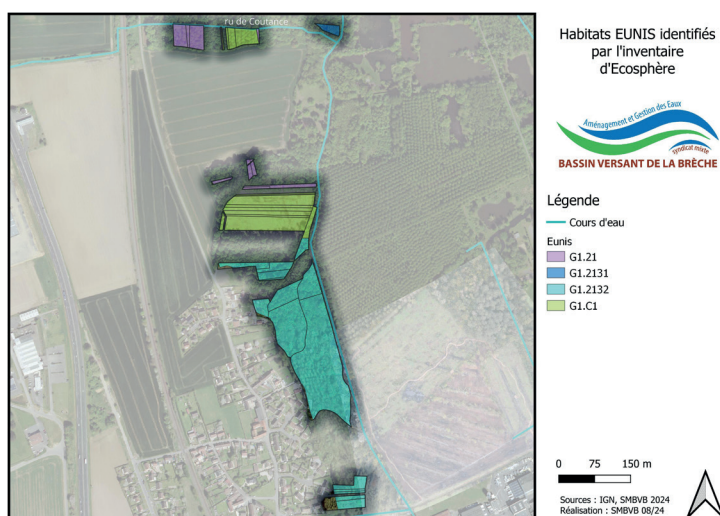 ru de Coutance
Habitats EUNIS identifiés
par l'inventaire
d'Ecosphère
Aménagement et Gestion des Eaux
syndicat mixte
BASSIN VERSANT DE LA BRÈCHE
Légende
Cours d'eau
Eunis
G1.21
G1.2131
G1.2132
G1.C1
0 75 150 m
Sources : IGN, SMBVB 2024
Réalisation : SMBVB 08/24